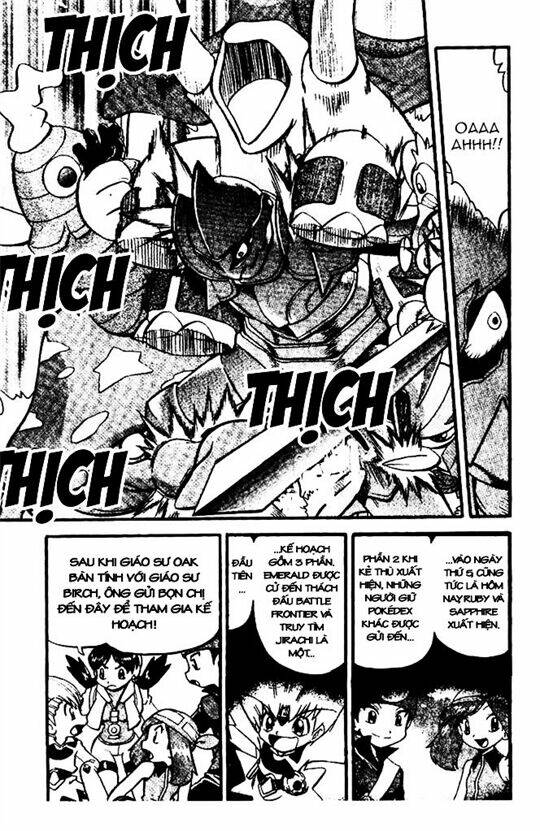 OAAA
AHHH!!
THỊCH
THỊCH
THỊCH
THỊCH
...VÀO NGÀY
THỨ 5, CŨNG
TỨC LÀ HÔM
NAY, RUBY VÀ
SAPPHIRE
XUẤT HIỆN.
PHẦN 2 KHI
KẺ THÙ XUẤT
HIỆN, NHỮNG
NGƯỜI GIỮ
POKÉDEX
KHÁC ĐƯỢC
GỬI ĐẾN...
...KẾ HOẠCH
GỒM 3 PHẦN.
EMERALD ĐƯỢC
CỬ ĐẾN THÁCH
ĐẤU BATTLE
FRONTIER VÀ
TRUY TÌM
JIRACHI LÀ
MỘT...
ĐẦU
TIÊN...
SAU KHI GIÁO SƯ OAK
BÀN TÍNH VỚI GIÁO SƯ
BIRCH, ÔNG GỬI BỌN CHỊ
ĐẾN ĐÂY ĐỂ THAM GIA KẾ
HOẠCH!